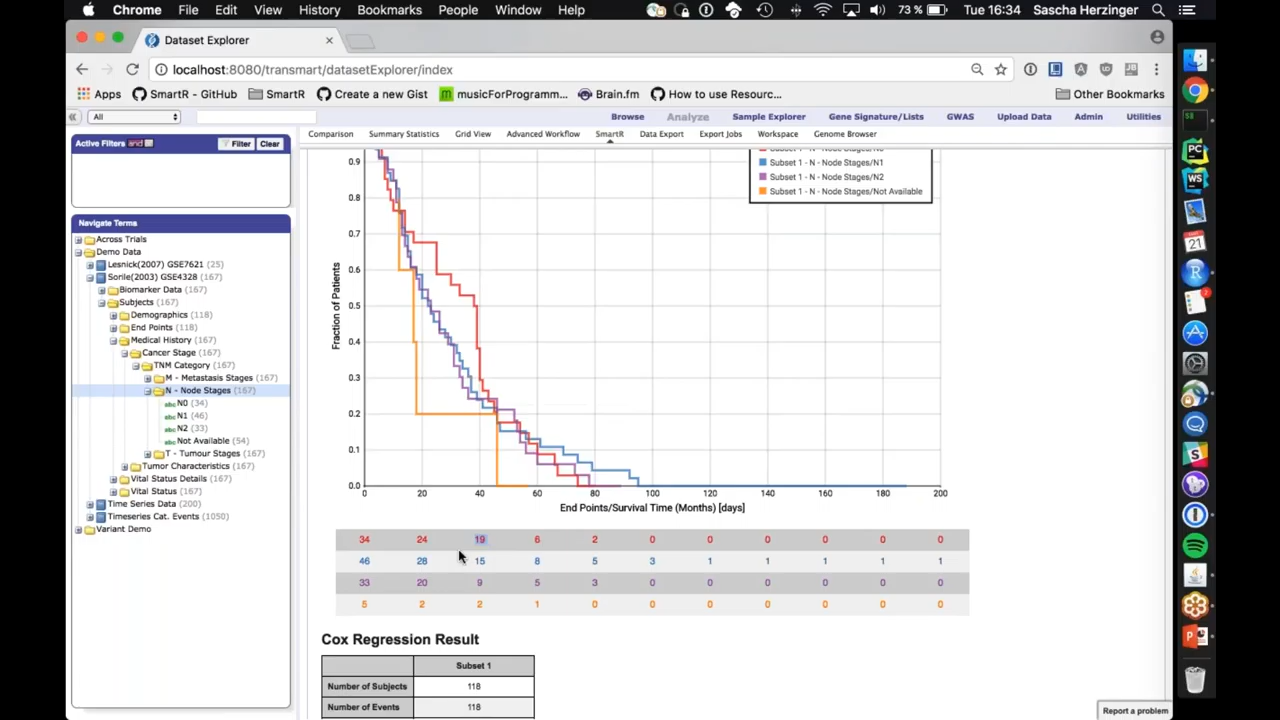 Chrome File Edit View History Bookmarks People Window Help 73 % Tue 16:34 Sascha Herzinger
Dataset Explorer
localhost:8080/transmart/datasetExplorer/index
Apps SmartR - GitHub SmartR Create a new Gist musicForProgramm... Brain.fm How to use Resourc... Other Bookmarks
All
Browse Analyze Sample Explorer Gene Signature/Lists GWAS Upload Data Admin Utilities
Active Filters and Filter Clear
Comparison Summary Statistics Grid View Advanced Workflow SmartR Data Export Export Jobs Workspace Genome Browser
Navigate Terms
Across Trials
Demo Data
Lesnick(2007) GSE7621 (25)
Sorlie(2003) GSE4328 (167)
Biomarker Data (167)
Subjects (167)
Demographics (118)
End Points (118)
Medical History (167)
Cancer Stage (167)
TNM Category (167)
M - Metastasis Stages (167)
N - Node Stages (167)
abc N0 (34)
abc N1 (46)
abc N2 (33)
abc Not Available (54)
T - Tumour Stages (167)
Tumor Characteristics (167)
Vital Status Details (167)
Vital Status (167)
Time Series Data (200)
Timeseries Cat. Events (1050)
Variant Demo
Subset 1 - N - Node Stages/N1
Subset 1 - N - Node Stages/N2
Subset 1 - N - Node Stages/Not Available
Fraction of Patients
0.9
0.8
0.7
0.6
0.5
0.4
0.3
0.2
0.1
0.0
0 20 40 60 80 100 120 140 160 180 200
End Points/Survival Time (Months) [days]
34 24 19 6 2 0 0 0 0 0 0
46 28 15 8 5 3 1 1 1 1 1
33 20 9 5 3 0 0 0 0 0 0
5 2 2 1 0 0 0 0 0 0 0
Cox Regression Result
Subset 1
Number of Subjects 118
Number of Events 118
Report a problem
PC
WS
21
R
S